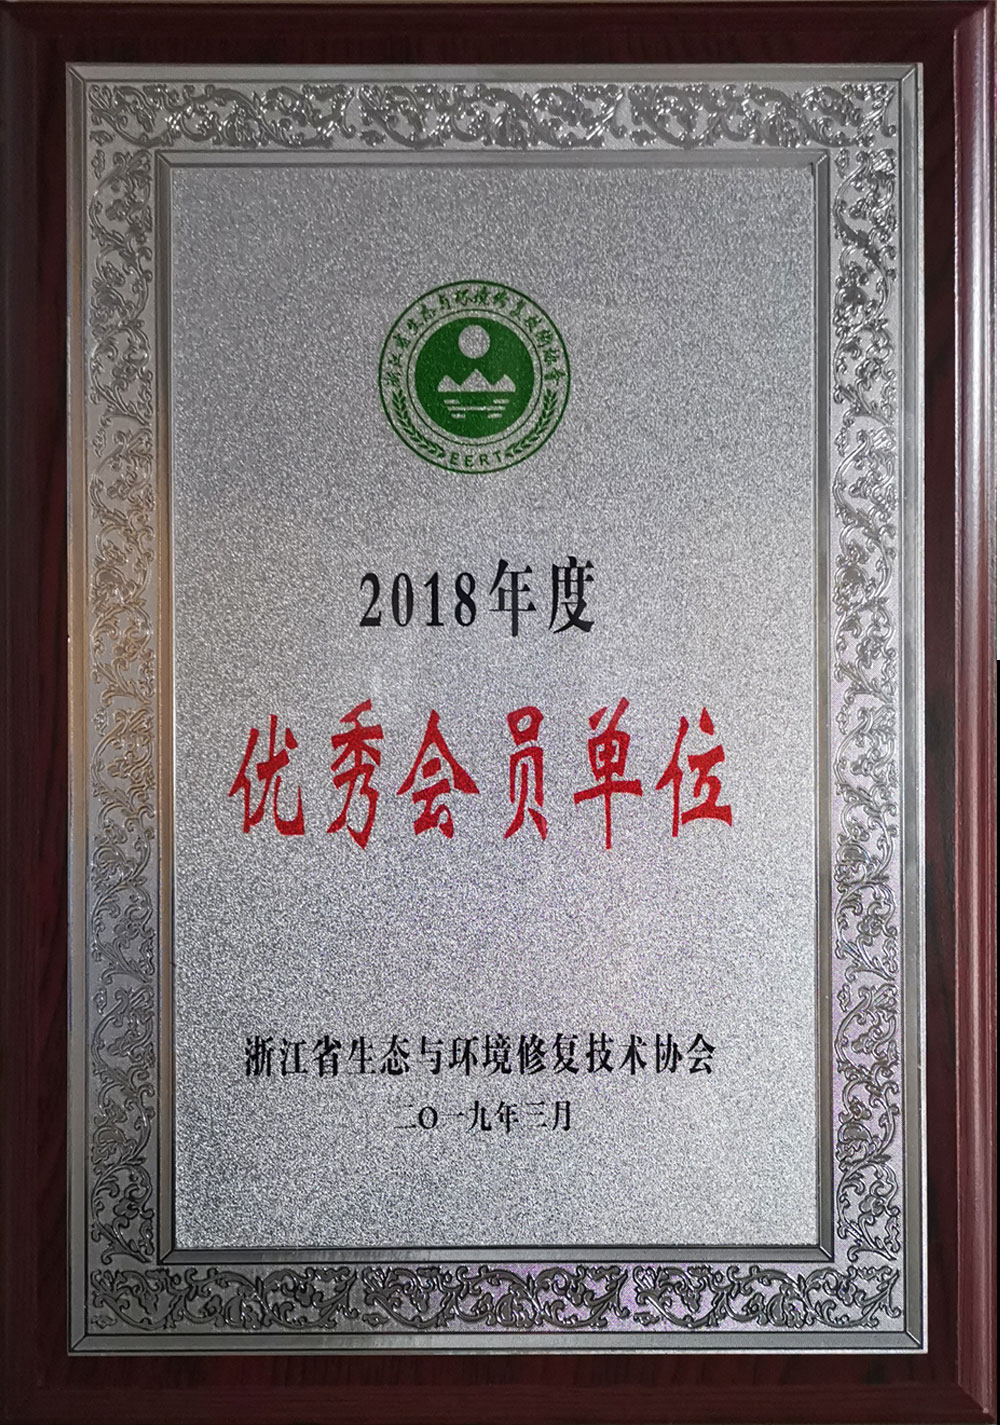 浙江省生态与环境修复技术协会
EERT
2018年度
优秀会员单位
浙江省生态与环境修复技术协会
二〇一九年三月